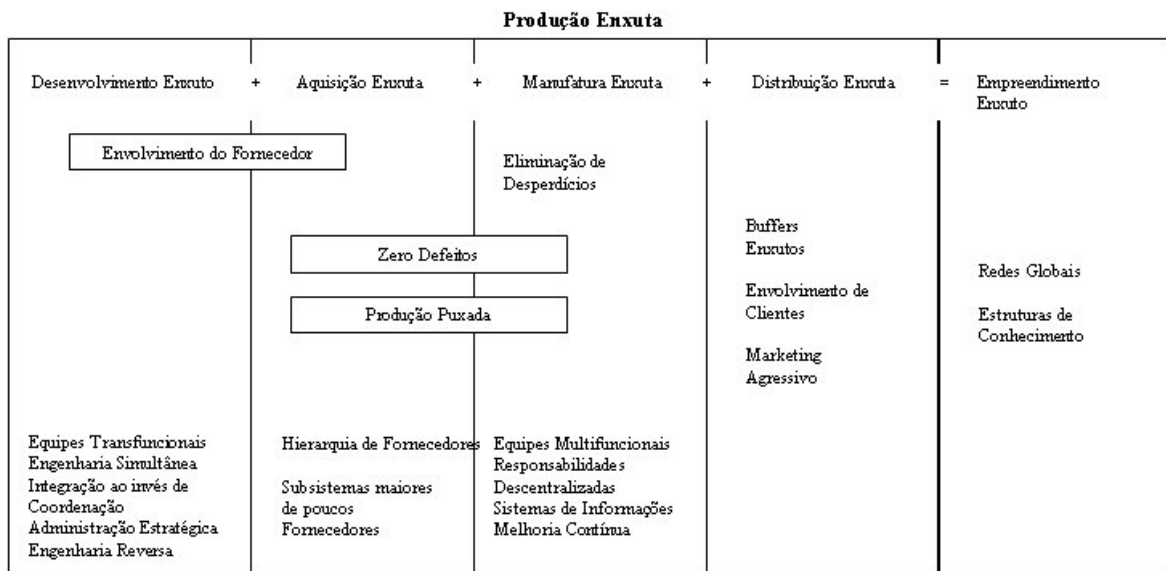 Produção Enxuta
Desenvolvimento Enxuto + Aquisição Enxuta + Manufatura Enxuta + Distribuição Enxuta = Empreendimento
Enxuto
Envolvimento do Fornecedor
Eliminação de
Desperdícios
Zero Defeitos
Produção Puxada
Buffers
Enxutos
Envolvimento de
Clientes
Marketing
Agressivo
Redes Globais
Estruturas de
Conhecimento
Equipes Transfuncionais
Engenharia Simultânea
Integração ao invés de
Coordenação
Administração Estratégica
Engenharia Reversa
Hierarquia de Fornecedores
Subsistemas maiores
de poucos
Fornecedores
Equipes Multifuncionais
Responsabilidades
Descentralizadas
Sistemas de Informações
Melhoria Contínua